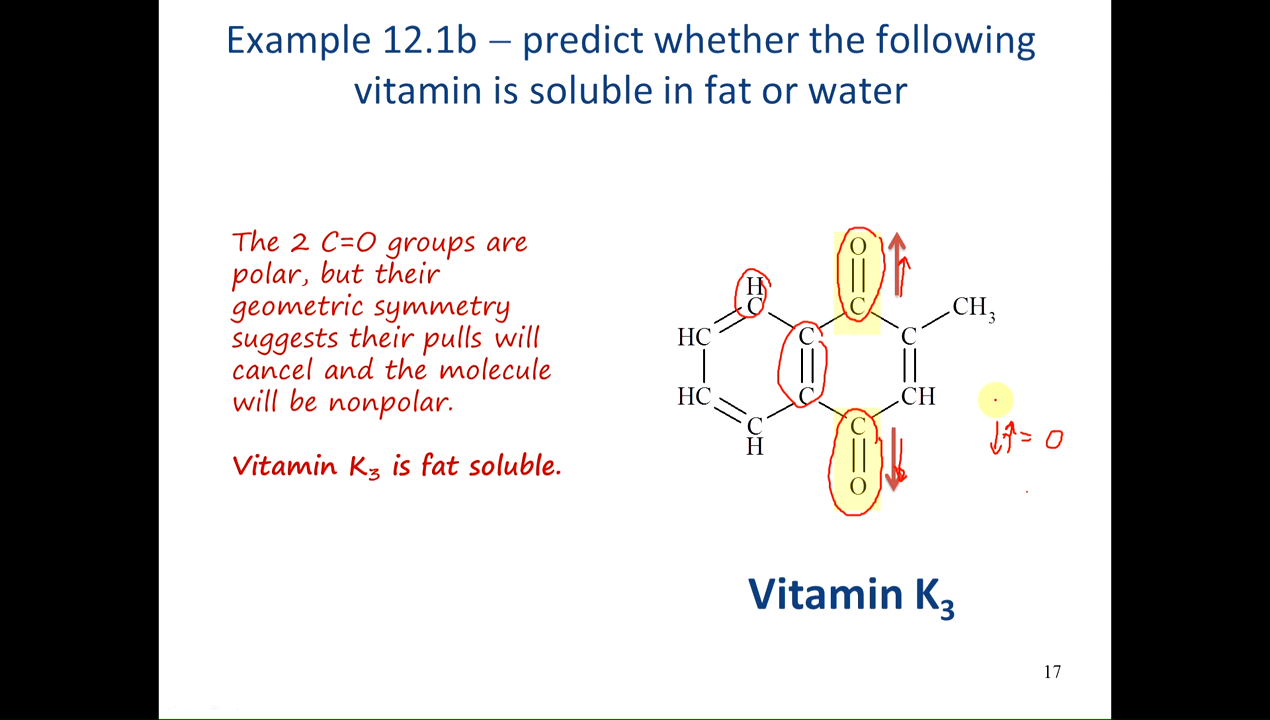 Example 12.1b – predict whether the following
vitamin is soluble in fat or water
The 2 C=O groups are
polar, but their
geometric symmetry
suggests their pulls will
cancel and the molecule
will be nonpolar.
Vitamin K₃ is fat soluble.
O
H
C
C
CH₃
HC
C
C
HC
C
CH
C
C
H
O
↓↑ = 0
Vitamin K₃
17